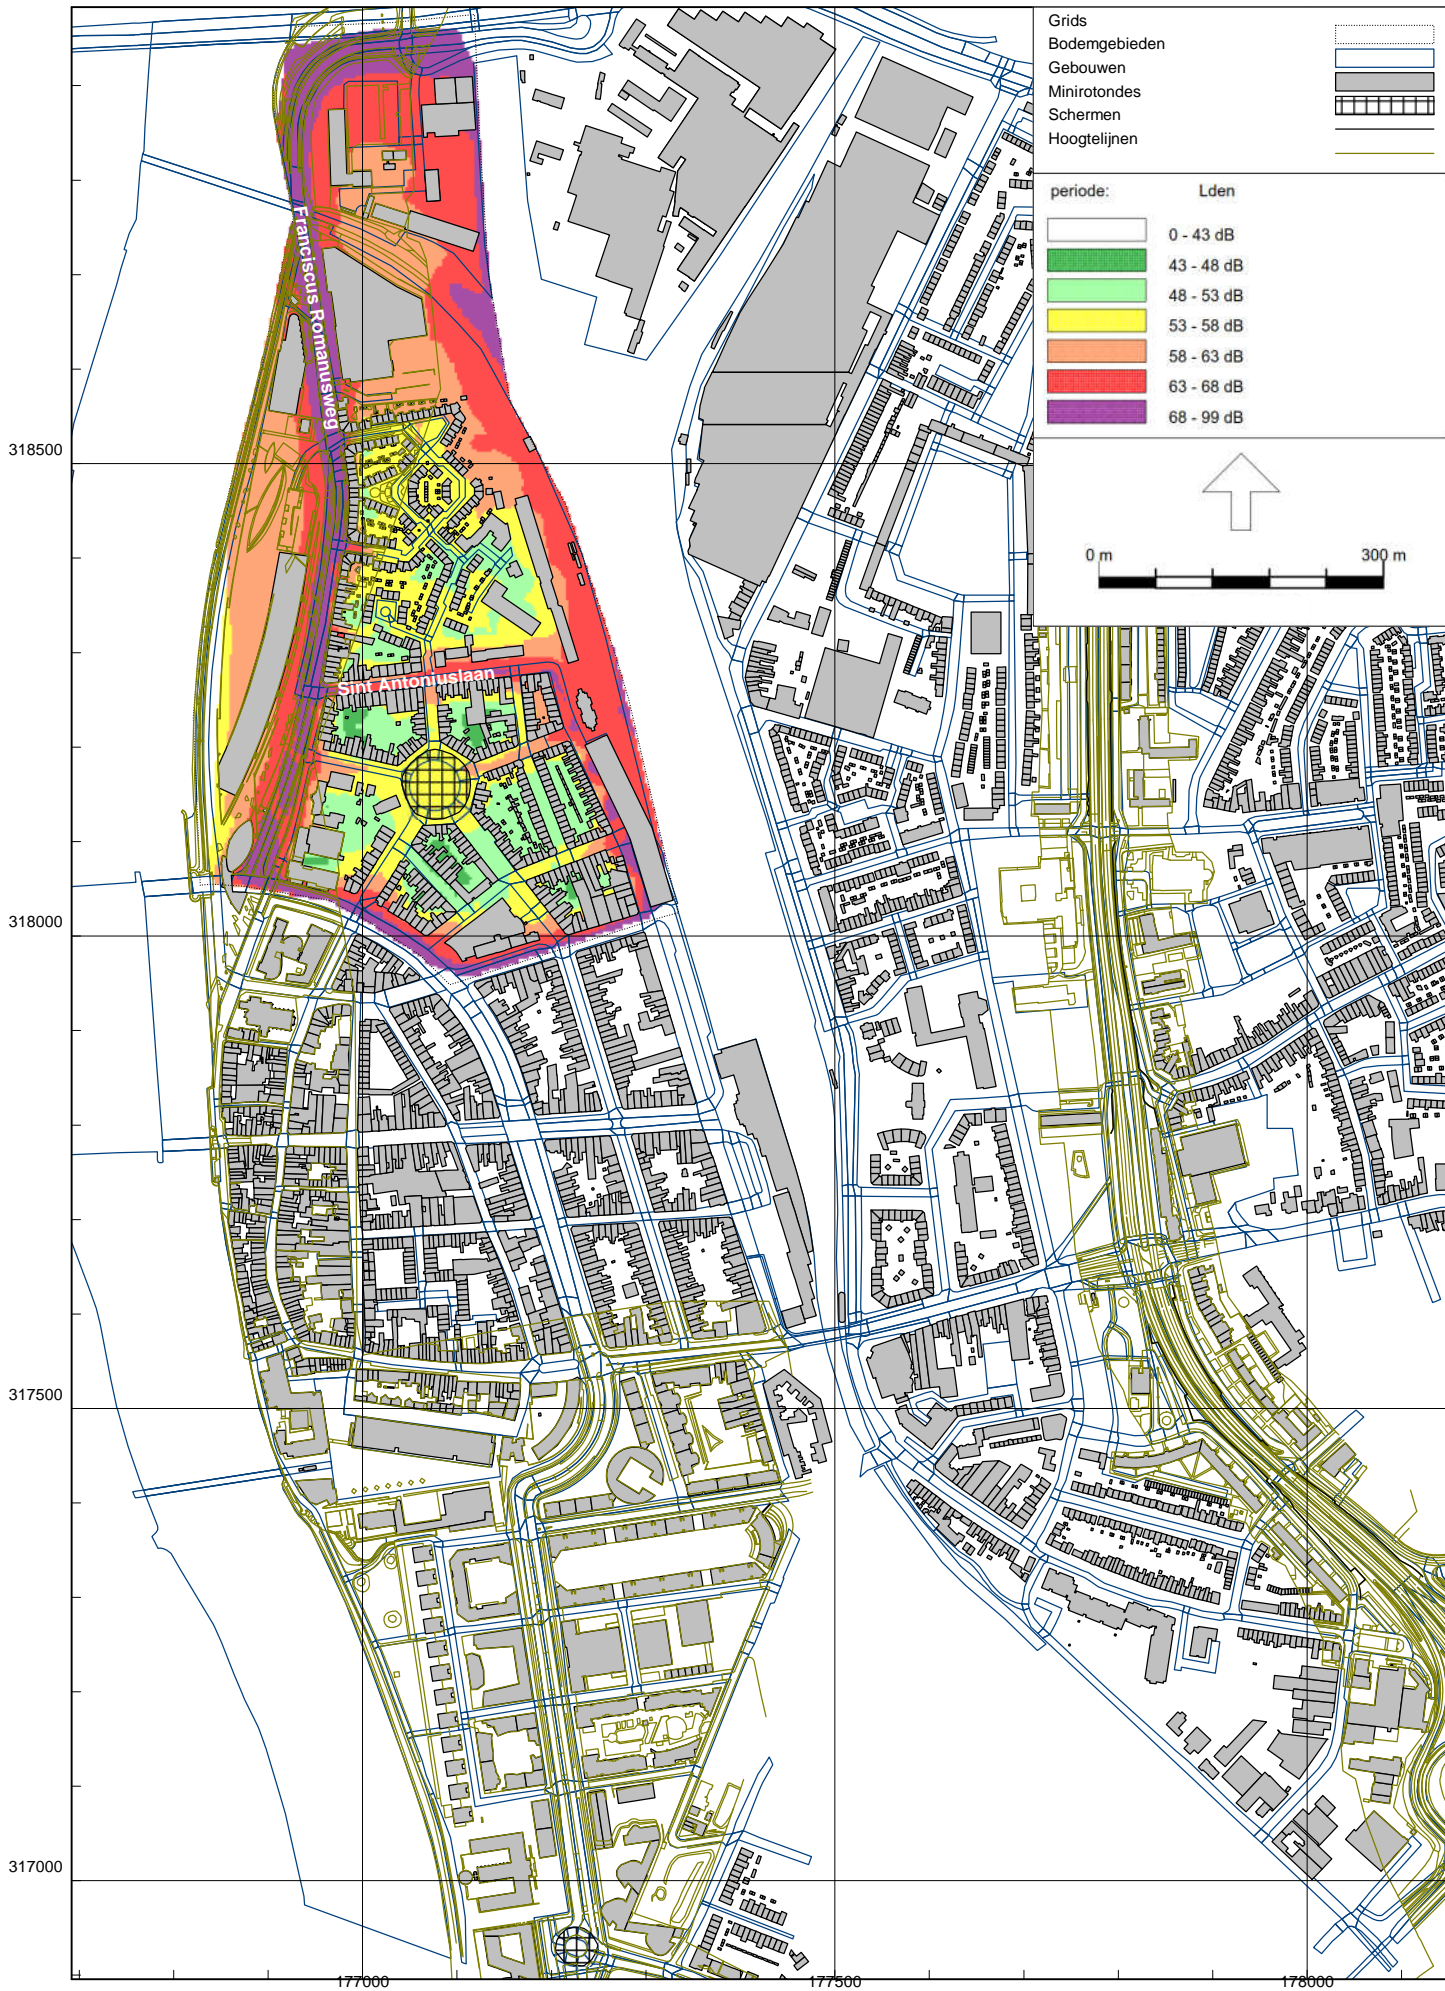 Grids
Bodemgebieden
Gebouwen
Minirotondes
Schermen
Hoogtelijnen
periode: Lden
0 - 43 dB
43 - 48 dB
48 - 53 dB
53 - 58 dB
58 - 63 dB
63 - 68 dB
68 - 99 dB
0 m 300 m
Franciscus Romanusweg
Sint Antoniuslaan
318500
318000
317500
317000
177000 177500 178000